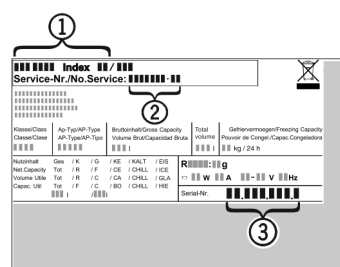 1
Index /
Service-Nr./No.Service: -
2
Klasse/Class Ap-Typ/AP-Type Bruttoinhalt/Gross Capacity Total Gefriervermoegen/Freezing Capacity
Classe/Clase Type AP/AP-Tipo Volume Brut/Capacidad Bruta volume Pouvoir de Congel./Capac.Congeladora
l l kg / 24 h
Nutzinhalt Ges / K / G / KE / KALT / EIS
Net.Capacity Tot / R / F / CE / CHILL / ICE
Volume Utile Tot / R / C / CA / CHILL / GLA
Capac. Util Tot / F / C / BO / CHILL / HIE
l / l
R : g
W A - V Hz
Serial-Nr. . . .
3